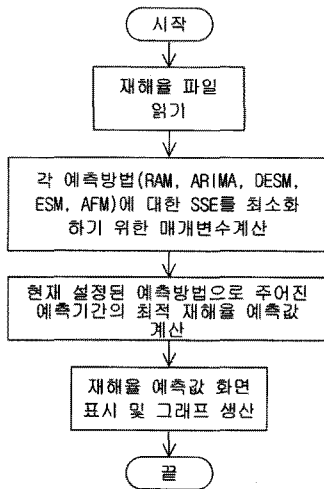 시작
재해율 파일
읽기
각 예측방법(RAM, ARIMA, DESM,
ESM, AFM)에 대한 SSE를 최소화
하기 위한 매개변수계산
현재 설정된 예측방법으로 주어진
예측기간의 최적 재해율 예측값
계산
재해율 예측값 화면
표시 및 그래프 생산
끝